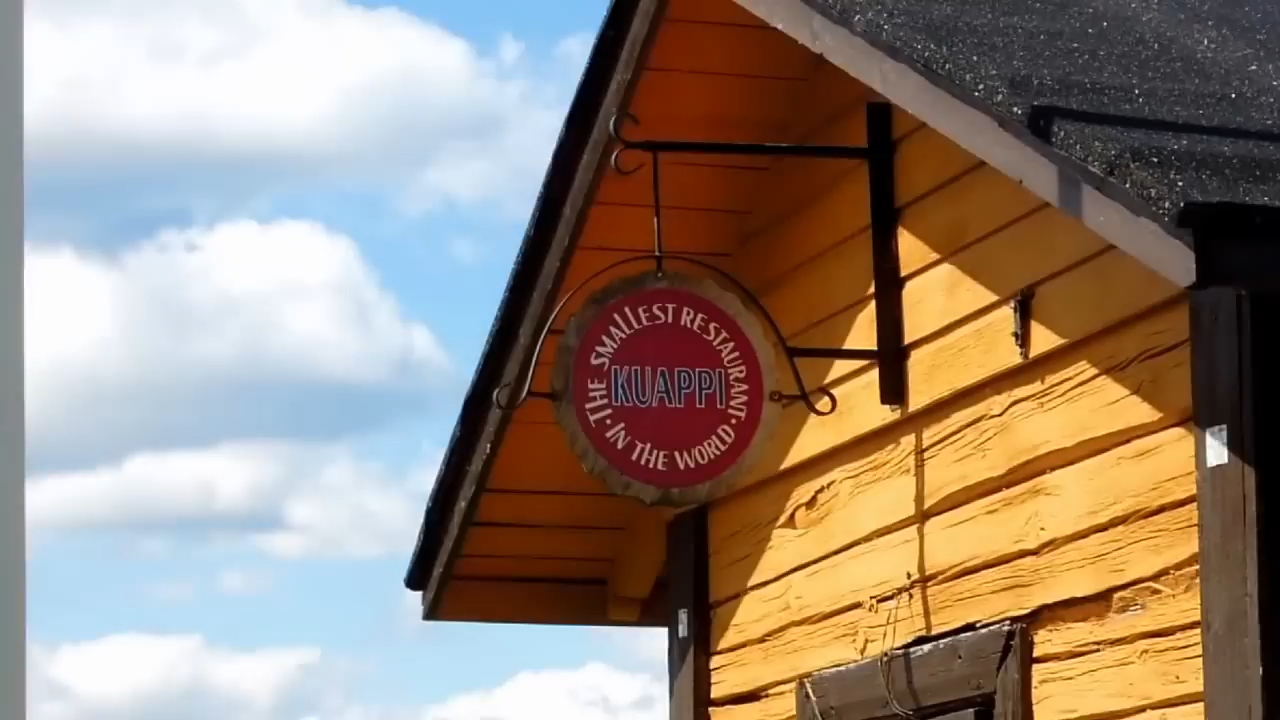 THE SMALLEST RESTAURANT
KUAPPI
· IN THE WORLD ·